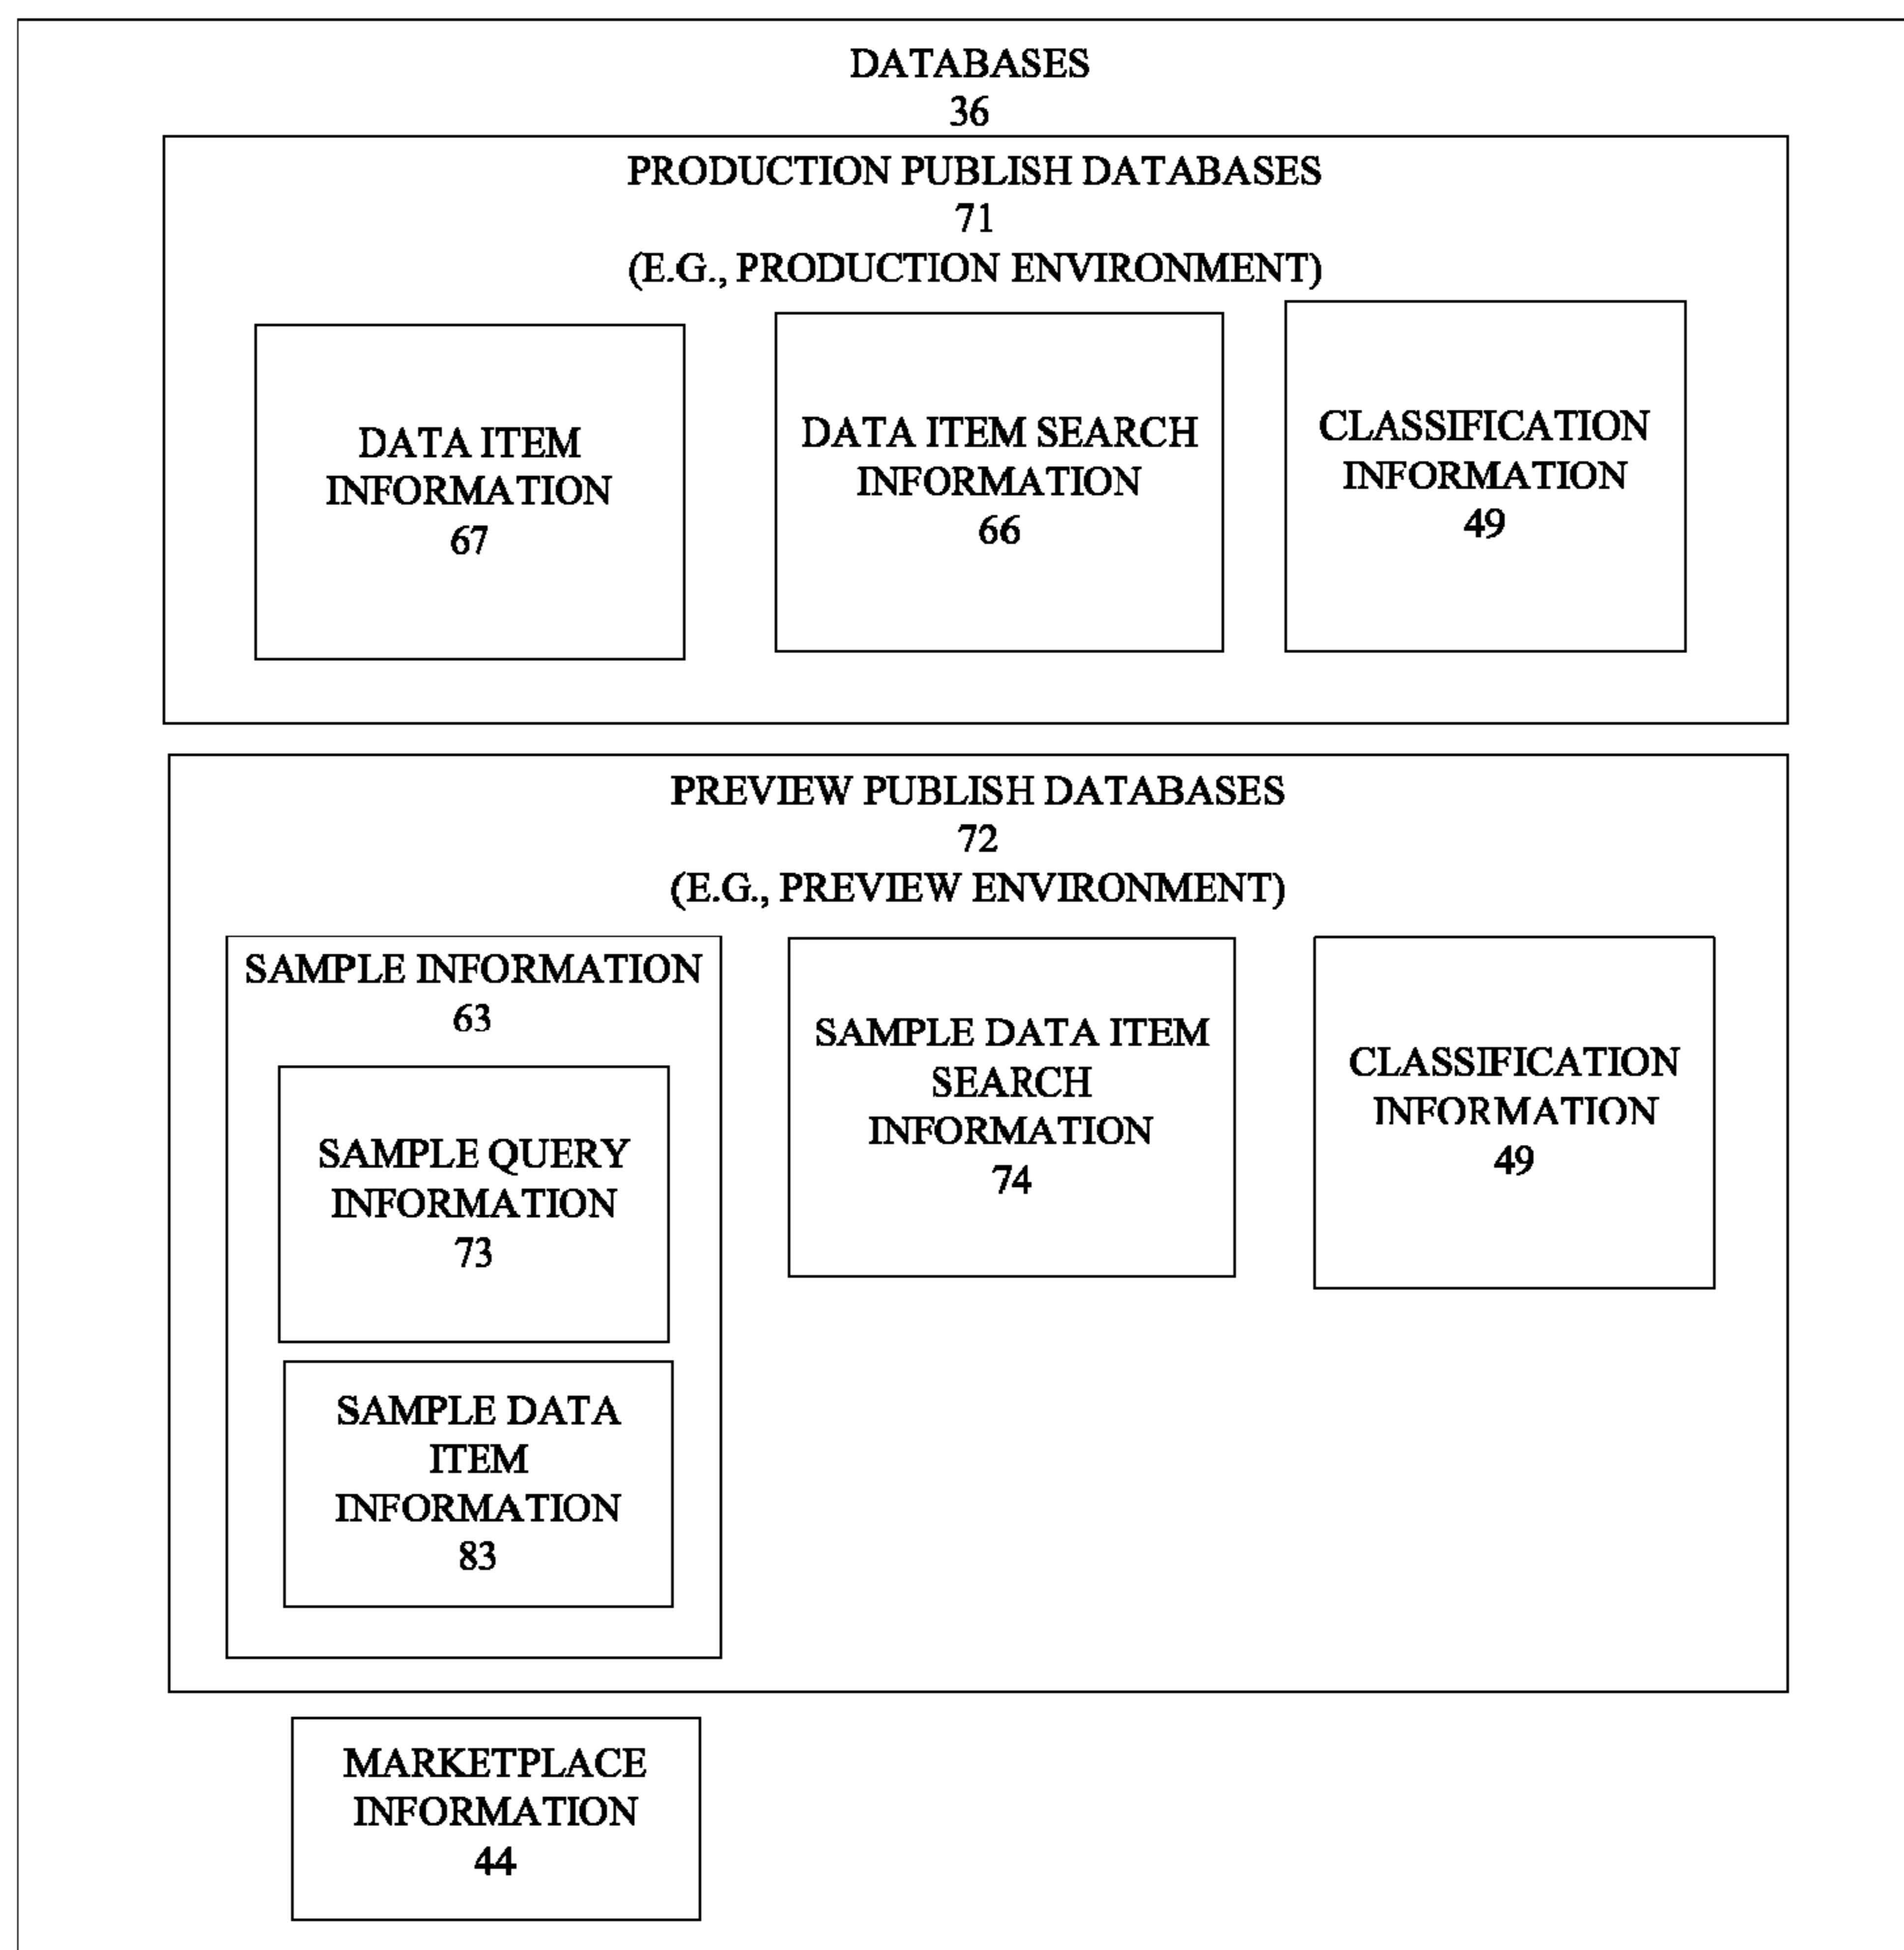 DATABASES
36
PRODUCTION PUBLISH DATABASES
71
(E.G., PRODUCTION ENVIRONMENT)
DATA ITEM
INFORMATION
67
DATA ITEM SEARCH
INFORMATION
66
CLASSIFICATION
INFORMATION
49
PREVIEW PUBLISH DATABASES
72
(E.G., PREVIEW ENVIRONMENT)
SAMPLE INFORMATION
63
SAMPLE QUERY
INFORMATION
73
SAMPLE DATA
ITEM
INFORMATION
83
SAMPLE DATA ITEM
SEARCH
INFORMATION
74
CLASSIFICATION
INFORMATION
49
MARKETPLACE
INFORMATION
44